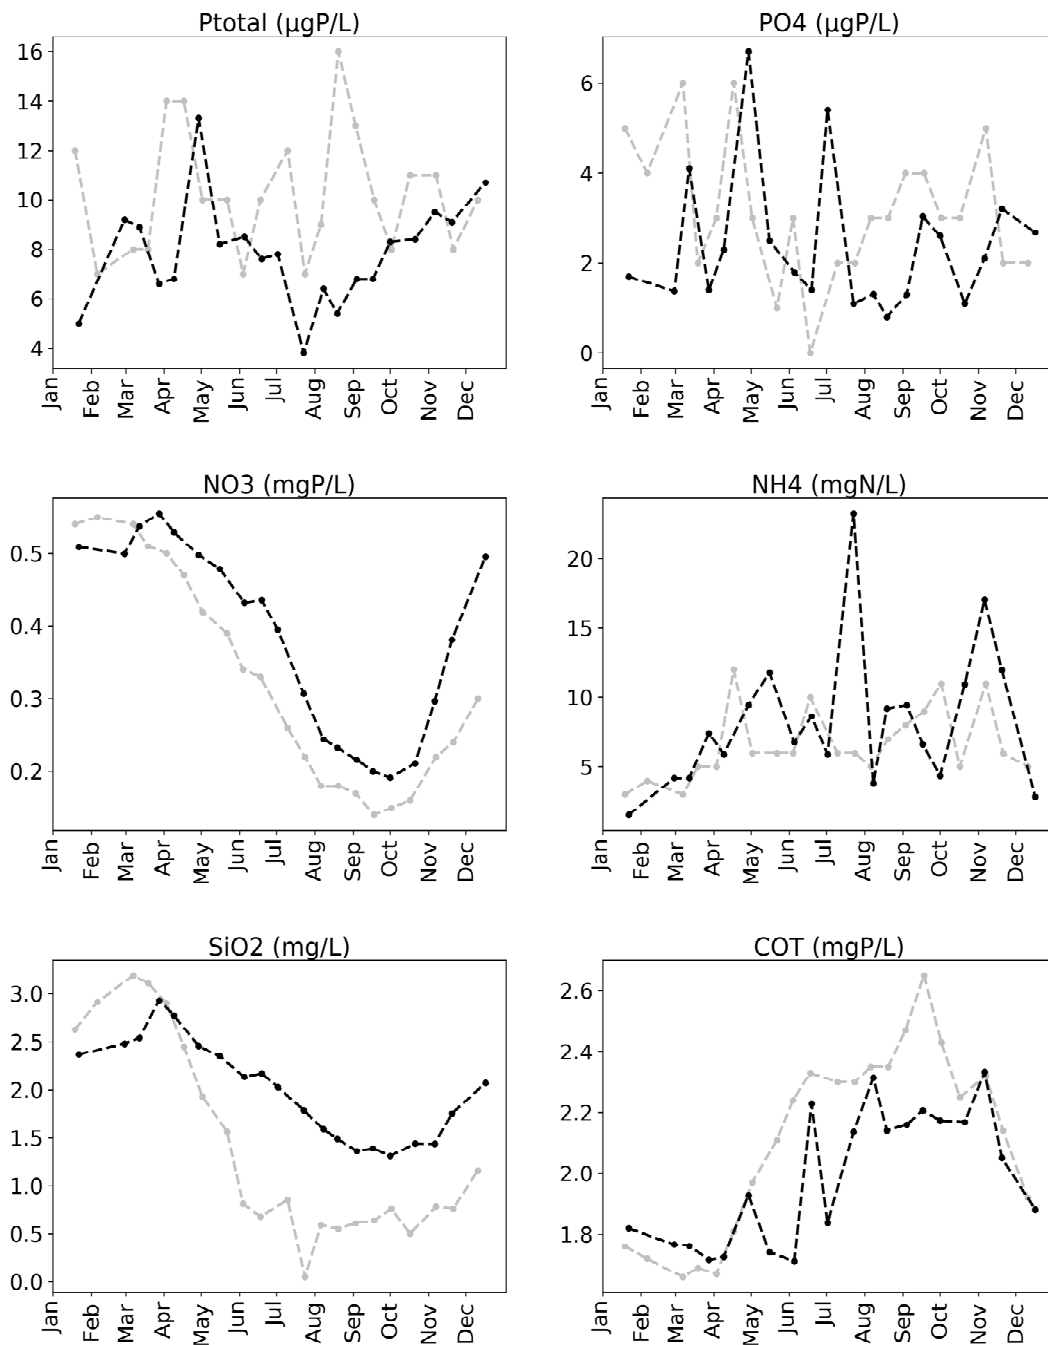 Ptotal (µgP/L)
16
14
12
10
8
6
4
Jan Feb Mar Apr May Jun Jul Aug Sep Oct Nov Dec
PO4 (µgP/L)
6
4
2
0
Jan Feb Mar Apr May Jun Jul Aug Sep Oct Nov Dec
NO3 (mgP/L)
0.5
0.4
0.3
0.2
Jan Feb Mar Apr May Jun Jul Aug Sep Oct Nov Dec
NH4 (mgN/L)
20
15
10
5
Jan Feb Mar Apr May Jun Jul Aug Sep Oct Nov Dec
SiO2 (mg/L)
3.0
2.5
2.0
1.5
1.0
0.5
0.0
Jan Feb Mar Apr May Jun Jul Aug Sep Oct Nov Dec
COT (mgP/L)
2.6
2.4
2.2
2.0
1.8
Jan Feb Mar Apr May Jun Jul Aug Sep Oct Nov Dec